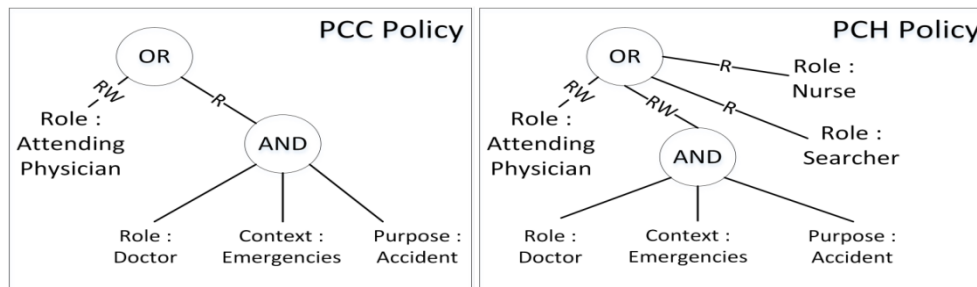 PCC Policy
OR
RW
R
Role :
Attending
Physician
AND
Role :
Doctor
Context :
Emergencies
Purpose :
Accident
PCH Policy
OR
R
Role :
Nurse
RW
RW
R
Role :
Attending
Physician
Role :
Searcher
AND
Role :
Doctor
Context :
Emergencies
Purpose :
Accident